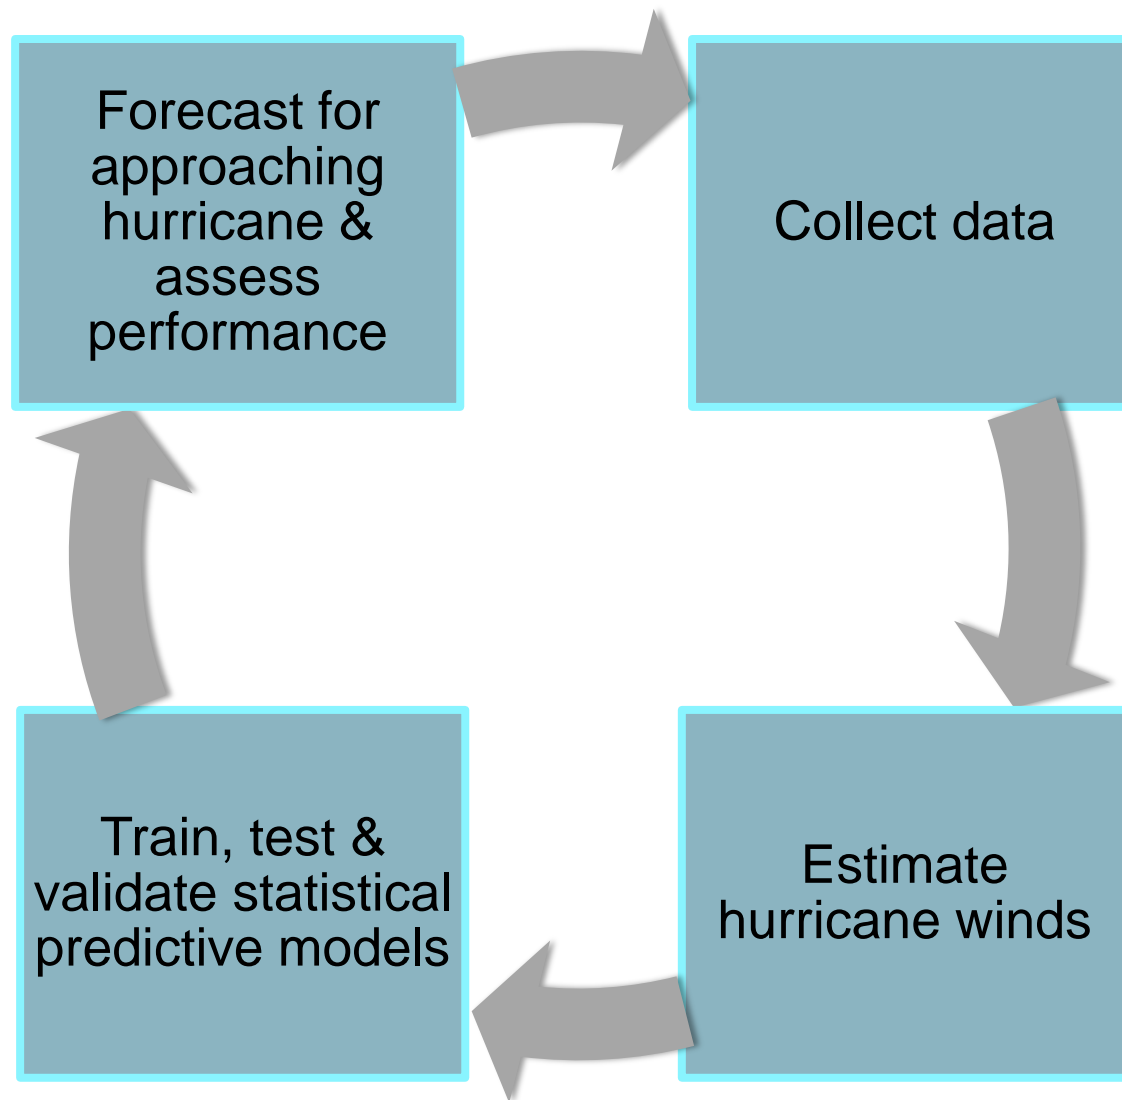 Forecast for
approaching
hurricane &
assess
performance
Collect data
Train, test &
validate statistical
predictive models
Estimate
hurricane winds